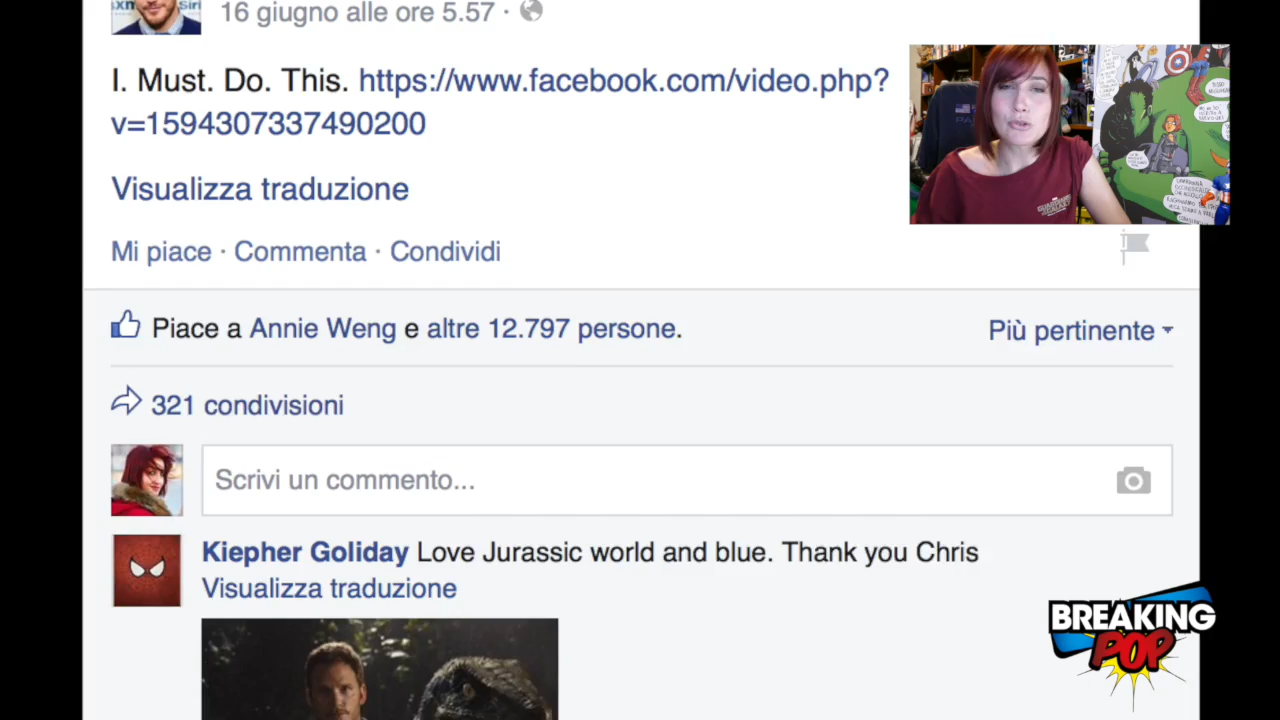 16 giugno alle ore 5.57 ·
I. Must. Do. This. https://www.facebook.com/video.php?
v=1594307337490200
Visualizza traduzione
Mi piace · Commenta · Condividi
Piace a Annie Weng e altre 12.797 persone.
Più pertinente
321 condivisioni
Scrivi un commento...
Kiepher Goliday Love Jurassic world and blue. Thank you Chris
Visualizza traduzione
BREAKING
POP